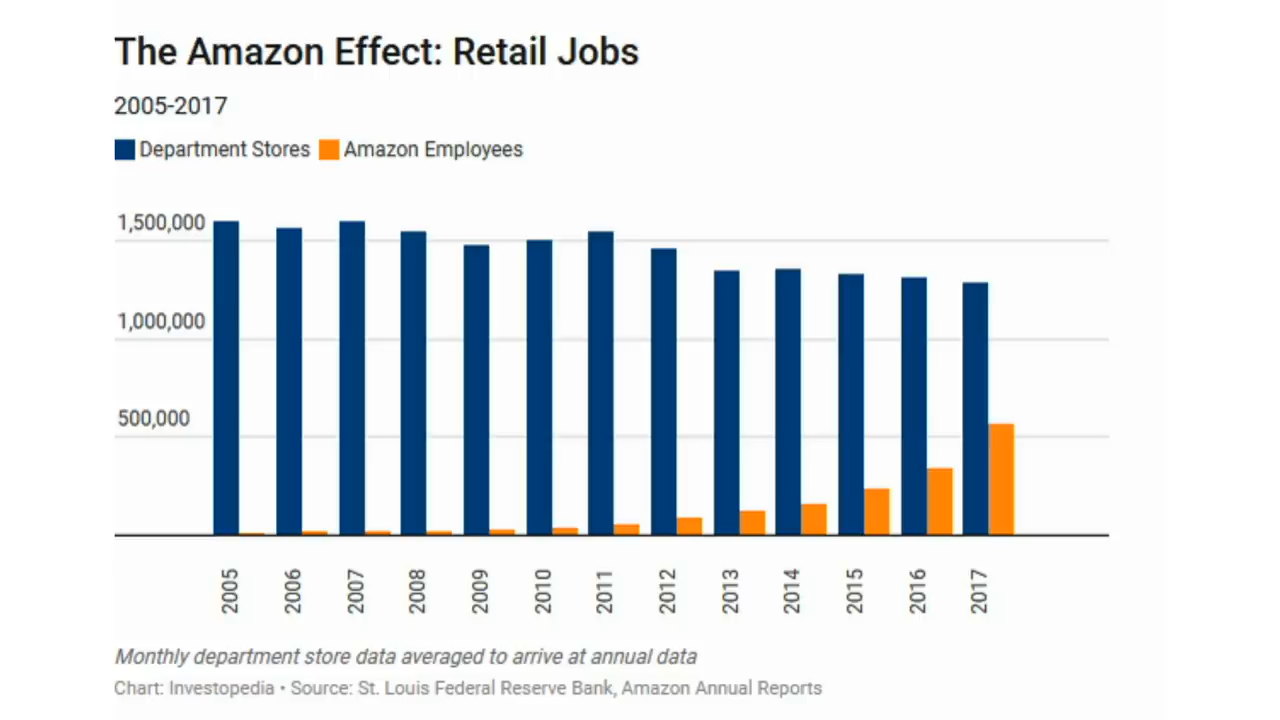 The Amazon Effect: Retail Jobs
2005-2017
Department Stores Amazon Employees
1,500,000
1,000,000
500,000
2005 2006 2007 2008 2009 2010 2011 2012 2013 2014 2015 2016 2017
Monthly department store data averaged to arrive at annual data
Chart: Investopedia • Source: St. Louis Federal Reserve Bank, Amazon Annual Reports